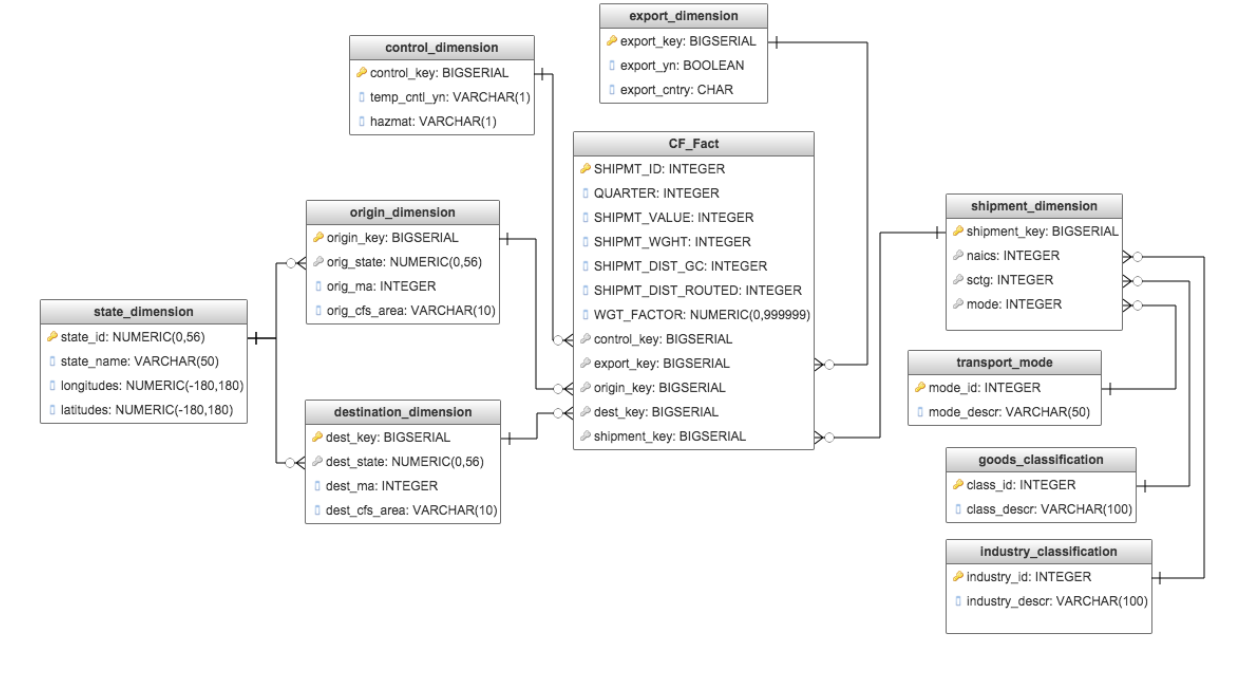 export_dimension
export_key: BIGSERIAL
export_yn: BOOLEAN
export_cntry: CHAR
control_dimension
control_key: BIGSERIAL
temp_cntl_yn: VARCHAR(1)
hazmat: VARCHAR(1)
CF_Fact
SHIPMT_ID: INTEGER
QUARTER: INTEGER
SHIPMT_VALUE: INTEGER
SHIPMT_WGHT: INTEGER
SHIPMT_DIST_GC: INTEGER
SHIPMT_DIST_ROUTED: INTEGER
WGT_FACTOR: NUMERIC(0,999999)
control_key: BIGSERIAL
export_key: BIGSERIAL
origin_key: BIGSERIAL
dest_key: BIGSERIAL
shipment_key: BIGSERIAL
origin_dimension
origin_key: BIGSERIAL
orig_state: NUMERIC(0,56)
orig_ma: INTEGER
orig_cfs_area: VARCHAR(10)
shipment_dimension
shipment_key: BIGSERIAL
naics: INTEGER
sctg: INTEGER
mode: INTEGER
state_dimension
state_id: NUMERIC(0,56)
state_name: VARCHAR(50)
longitudes: NUMERIC(-180,180)
latitudes: NUMERIC(-180,180)
transport_mode
mode_id: INTEGER
mode_descr: VARCHAR(50)
destination_dimension
dest_key: BIGSERIAL
dest_state: NUMERIC(0,56)
dest_ma: INTEGER
dest_cfs_area: VARCHAR(10)
goods_classification
class_id: INTEGER
class_descr: VARCHAR(100)
industry_classification
industry_id: INTEGER
industry_descr: VARCHAR(100)